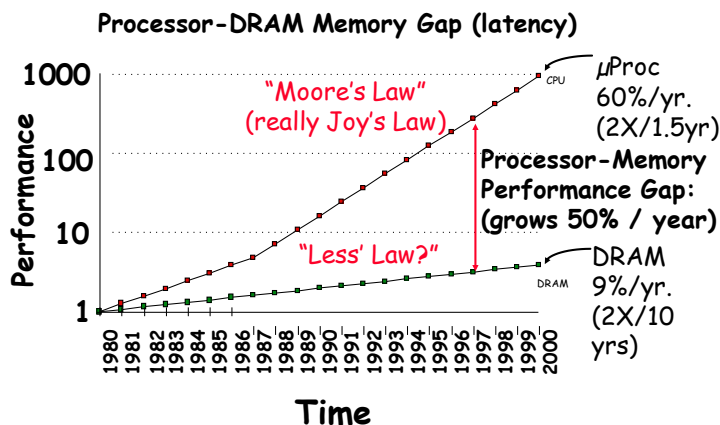 Processor-DRAM Memory Gap (latency)
1000
100
10
1
Performance
“Moore’s Law”
(really Joy’s Law)
“Less’ Law?”
CPU
µProc
60%/yr.
(2X/1.5yr)
Processor-Memory
Performance Gap:
(grows 50% / year)
DRAM
DRAM
9%/yr.
(2X/10
yrs)
1980
1981
1982
1983
1984
1985
1986
1987
1988
1989
1990
1991
1992
1993
1994
1995
1996
1997
1998
1999
2000
Time